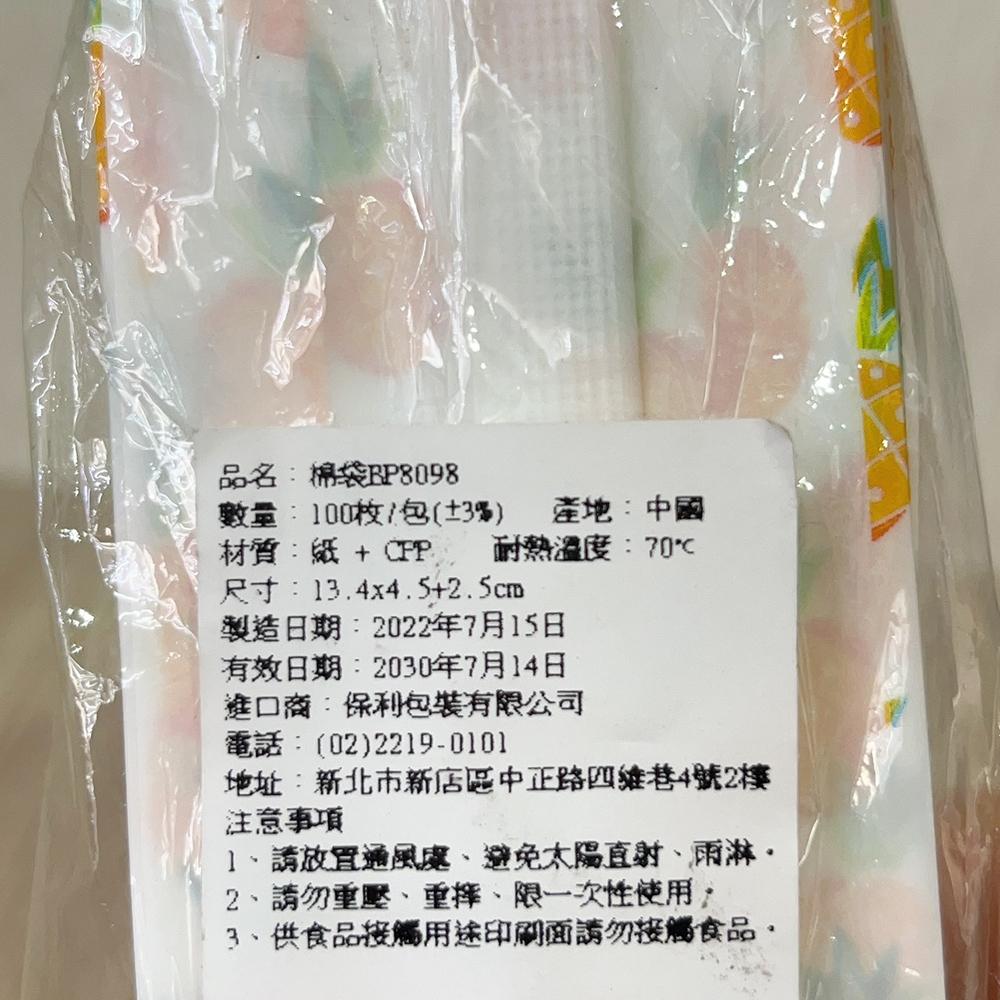 品名：棉袋BP8098
數量：100枚/包(±3%) 產地：中國
材質：紙 + CPP 耐熱溫度：70℃
尺寸：13.4x4.5+2.5cm
製造日期：2022年7月15日
有效日期：2030年7月14日
進口商：保利包裝有限公司
電話：(02)2219-0101
地址：新北市新店區中正路四維巷4號2樓
注意事項
1、請放置通風處、避免太陽直射、雨淋。
2、請勿重壓、重摔、限一次性使用。
3、供食品接觸用途印刷面請勿接觸食品。